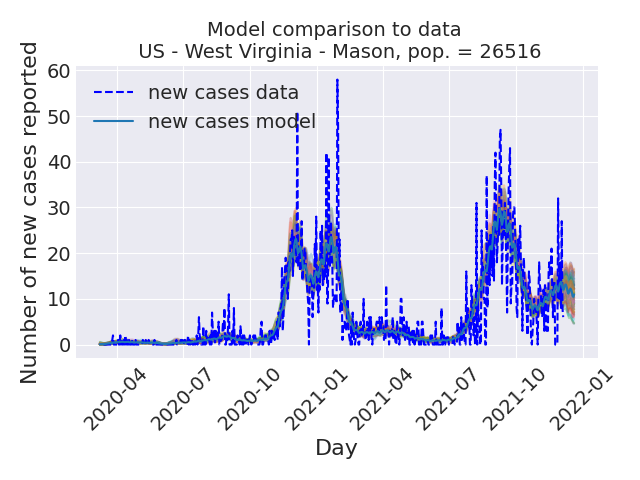 Model comparison to data
US - West Virginia - Mason, pop. = 26516
Number of new cases reported
60
50
40
30
20
10
0
new cases data
new cases model
2020-04
2020-07
2020-10
2021-01
2021-04
2021-07
2021-10
2022-01
Day